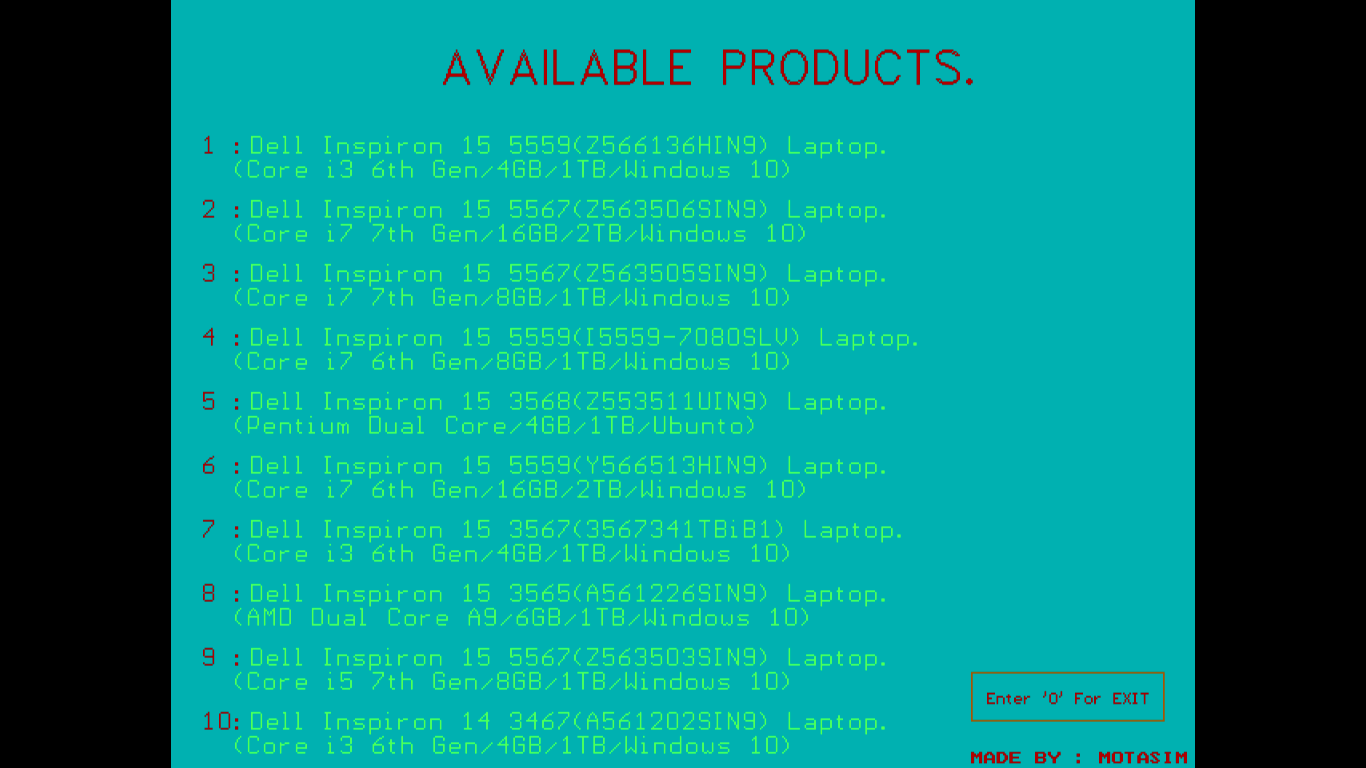 AVAILABLE PRODUCTS.
1 :Dell Inspiron 15 5559(Z566136HIN9) Laptop.
(Core i3 6th Gen/4GB/1TB/Windows 10)
2 :Dell Inspiron 15 5567(Z563506SIN9) Laptop.
(Core i7 7th Gen/16GB/2TB/Windows 10)
3 :Dell Inspiron 15 5567(Z563505SIN9) Laptop.
(Core i7 7th Gen/8GB/1TB/Windows 10)
4 :Dell Inspiron 15 5559(I5559-7080SLV) Laptop.
(Core i7 6th Gen/8GB/1TB/Windows 10)
5 :Dell Inspiron 15 3568(Z553511UIN9) Laptop.
(Pentium Dual Core/4GB/1TB/Ubunto)
6 :Dell Inspiron 15 5559(Y566513HIN9) Laptop.
(Core i7 6th Gen/16GB/2TB/Windows 10)
7 :Dell Inspiron 15 3567(3567341TBiB1) Laptop.
(Core i3 6th Gen/4GB/1TB/Windows 10)
8 :Dell Inspiron 15 3565(A561226SIN9) Laptop.
(AMD Dual Core A9/6GB/1TB/Windows 10)
9 :Dell Inspiron 15 5567(Z563503SIN9) Laptop.
(Core i5 7th Gen/8GB/1TB/Windows 10)
10:Dell Inspiron 14 3467(A561202SIN9) Laptop.
(Core i3 6th Gen/4GB/1TB/Windows 10)
Enter '0' For EXIT
MADE BY : MOTASIM